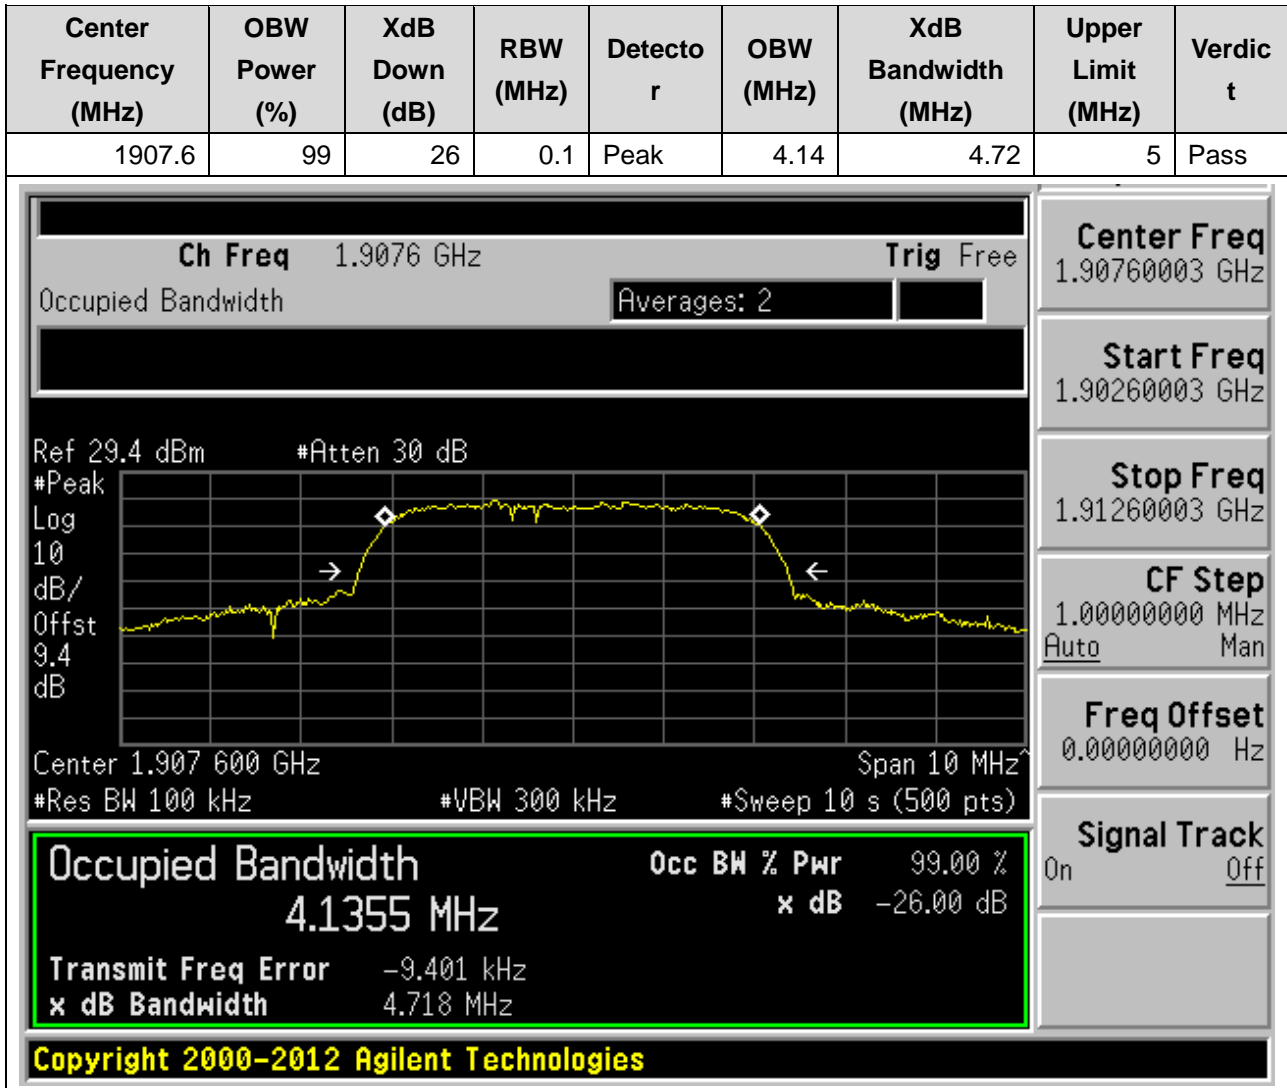 Center Frequency (MHz) OBW Power (%) XdB Down (dB) RBW (MHz) Detecto r OBW (MHz) XdB Bandwidth (MHz) Upper Limit (MHz) Verdic t
1907.6 99 26 0.1 Peak 4.14 4.72 5 Pass
Ch Freq 1.9076 GHz Trig Free
Occupied Bandwidth Averages: 2
Ref 29.4 dBm #Atten 30 dB
#Peak
Log
10
dB/
Offst
9.4
dB
Center 1.907 600 GHz Span 10 MHz^
#Res BW 100 kHz #VBW 300 kHz #Sweep 10 s (500 pts)
Occupied Bandwidth Occ BW % Pwr 99.00 %
4.1355 MHz x dB -26.00 dB
Transmit Freq Error -9.401 kHz
x dB Bandwidth 4.718 MHz
Copyright 2000-2012 Agilent Technologies
Center Freq
1.90760003 GHz
Start Freq
1.90260003 GHz
Stop Freq
1.91260003 GHz
CF Step
1.00000000 MHz
Auto Man
Freq Offset
0.00000000 Hz
Signal Track
On Off